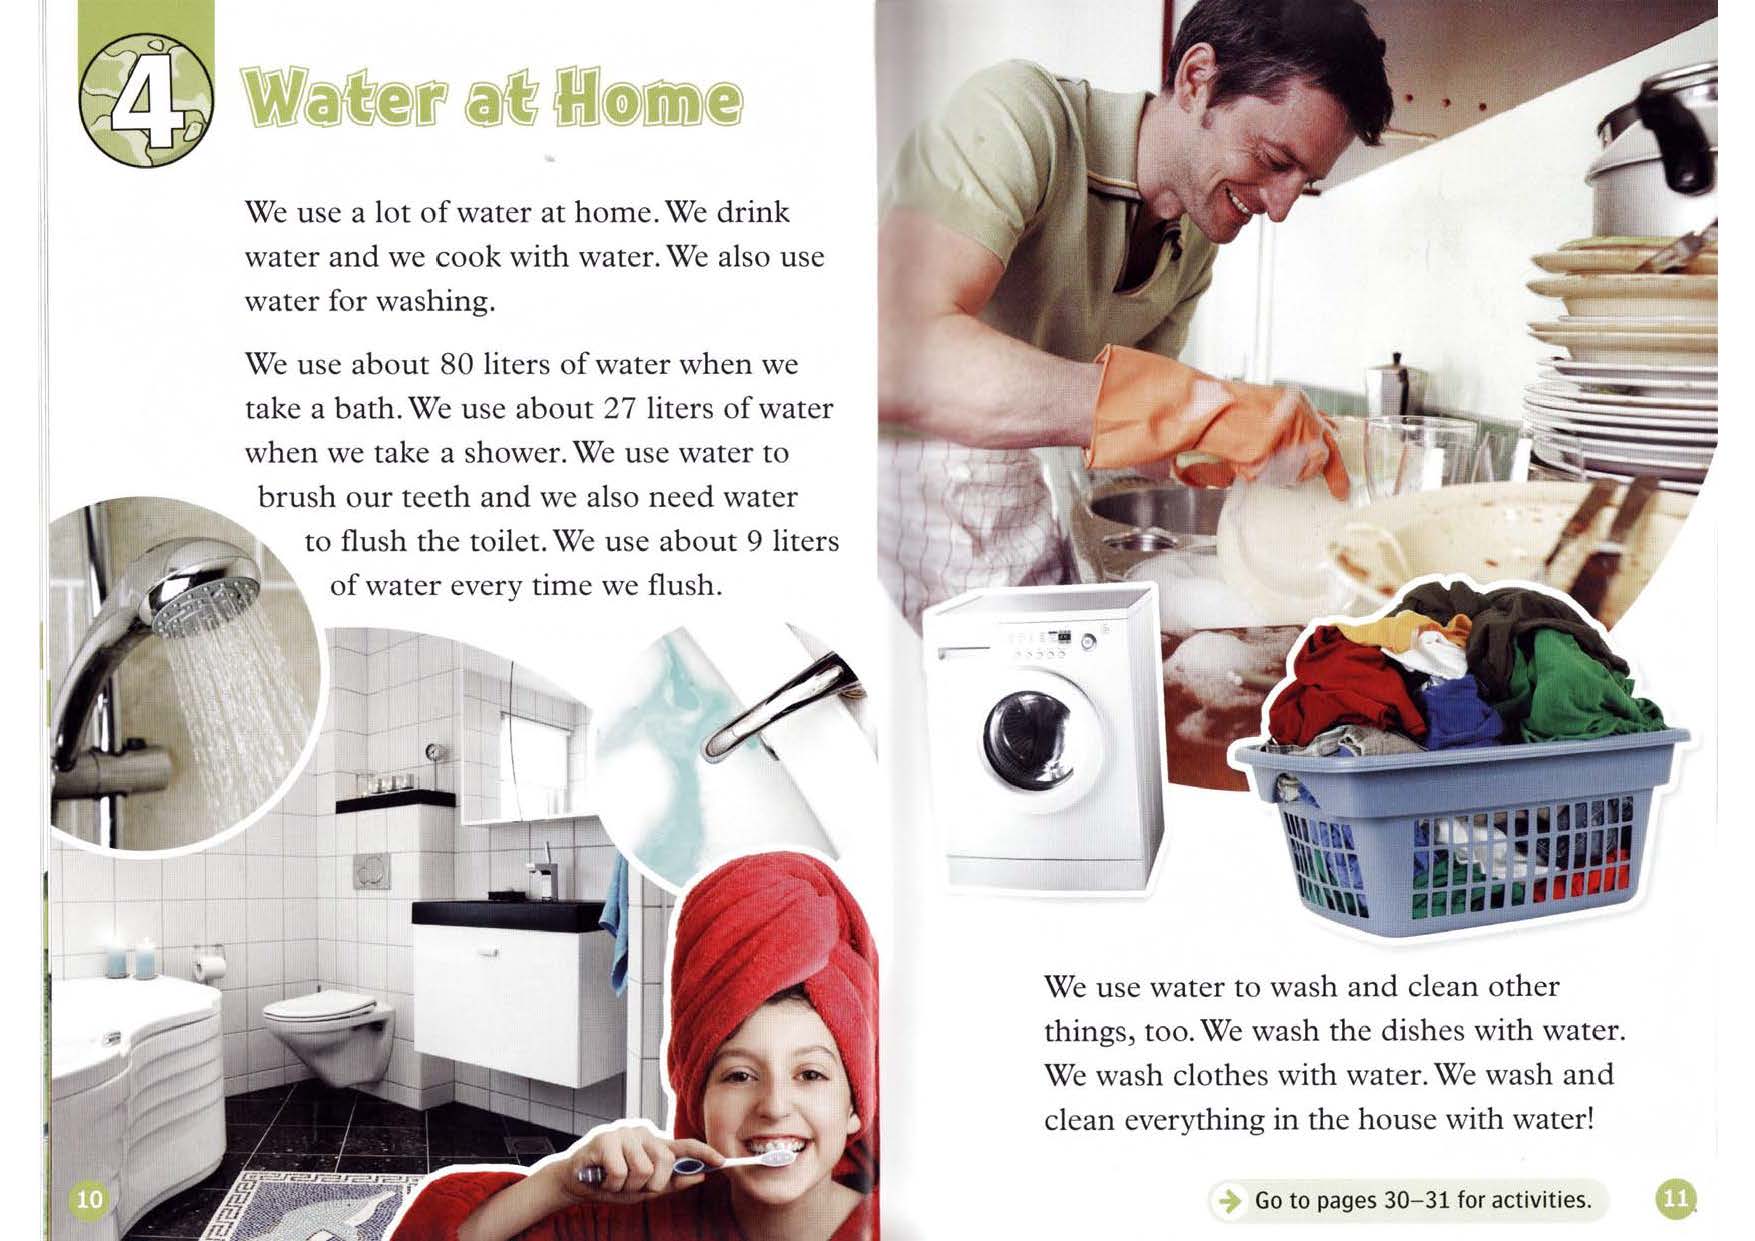 4
Water at Home
We use a lot of water at home. We drink
water and we cook with water. We also use
water for washing.
We use about 80 liters of water when we
take a bath. We use about 27 liters of water
when we take a shower. We use water to
brush our teeth and we also need water
to flush the toilet. We use about 9 liters
of water every time we flush.
10
We use water to wash and clean other
things, too. We wash the dishes with water.
We wash clothes with water. We wash and
clean everything in the house with water!
Go to pages 30–31 for activities.
11